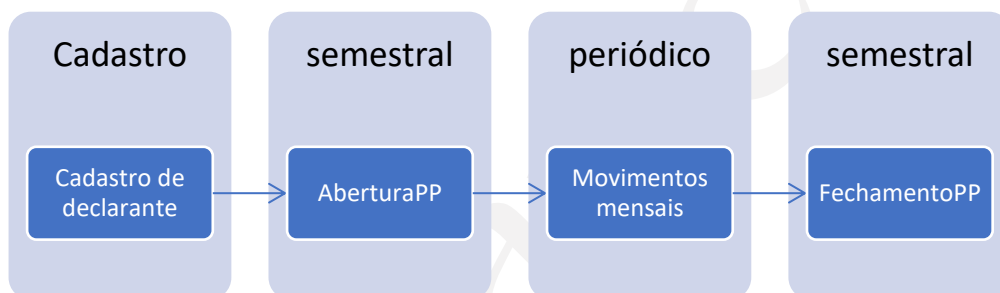 Cadastro
semestral
periódico
semestral
Cadastro de
declarante
AberturaPP
Movimentos
mensais
FechamentoPP